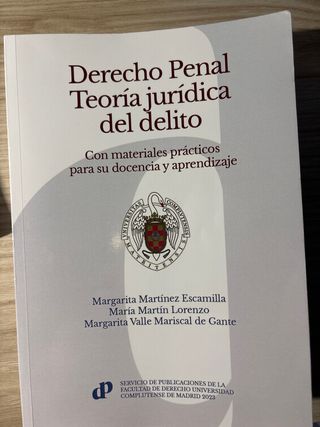 Derecho Penal
Teoría jurídica
del delito
Con materiales prácticos
para su docencia y aprendizaje
Margarita Martínez Escamilla
María Martín Lorenzo
Margarita Valle Mariscal de Gante
dp
SERVICIO DE PUBLICACIONES DE LA
FACULTAD DE DERECHO UNIVERSIDAD
COMPLUTENSE DE MADRID 2023